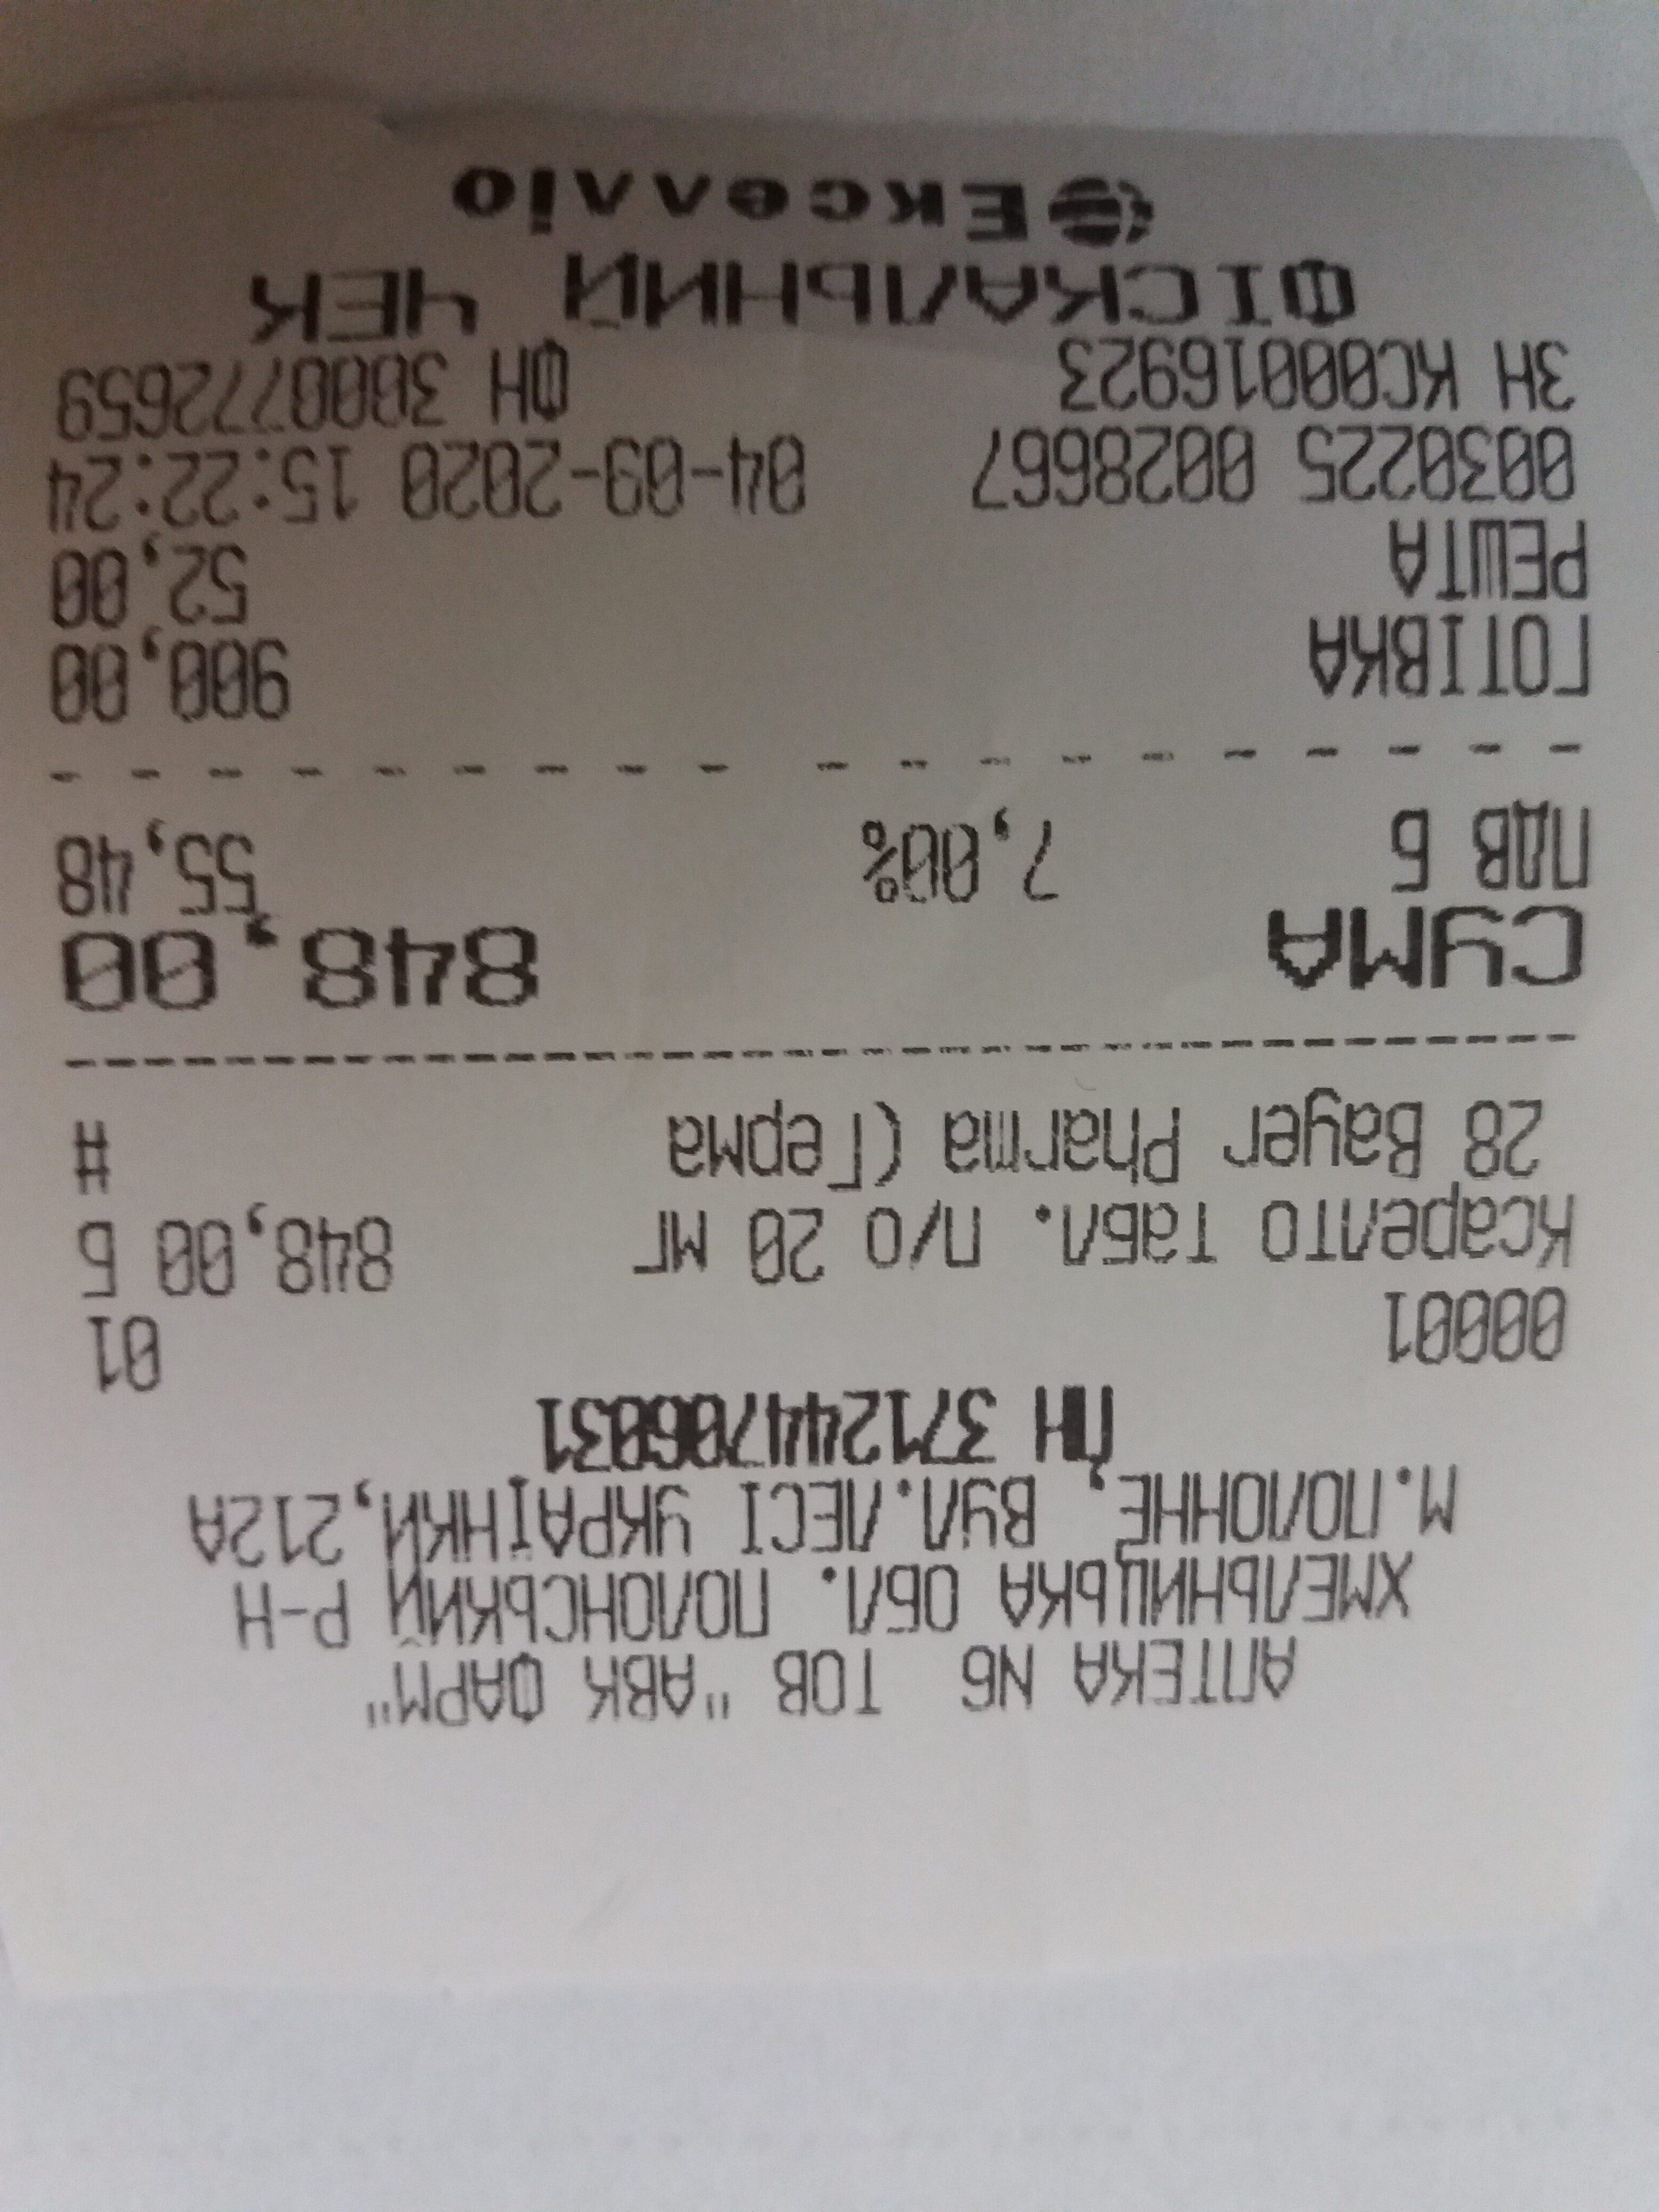 АПТЕКА N6 ТОВ "АВК ФАРМ"
ХМЕЛЬНИЦЬКА ОБЛ. ПОЛОНСЬКИЙ Р-Н
М.ПОЛОННЕ, ВУЛ.ЛЕСІ УКРАЇНКИ,212А
ПН 371244706031
00001 01
Ксарелто табл. п/о 20 мг 848,00 Б
28 Bayer Pharma (Герма #
СУМА 848,00
ПДВ Б 7,00% 55,48
ГОТІВКА 900,00
РЕШТА 52,00
0030225 0028667 04-09-2020 15:22:24
ЗН КС00016923 ФН 3000772659
ФІСКАЛЬНИЙ ЧЕК
Екселліо